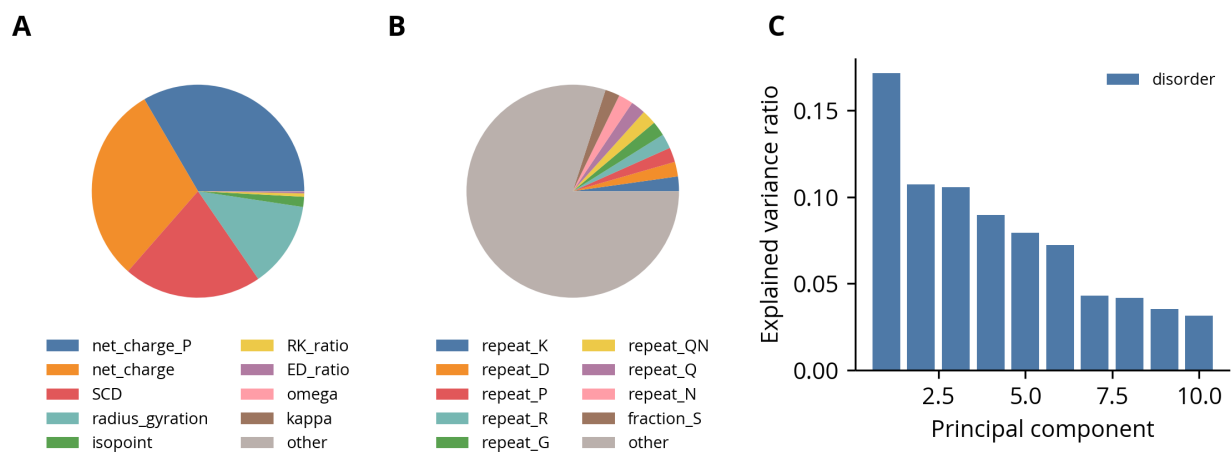 A
B
C
net_charge_P
net_charge
SCD
radius_gyration
isopoint
RK_ratio
ED_ratio
omega
kappa
other
repeat_K
repeat_D
repeat_P
repeat_R
repeat_G
repeat_QN
repeat_Q
repeat_N
fraction_S
other
Explained variance ratio
0.15
0.10
0.05
0.00
disorder
2.5 5.0 7.5 10.0
Principal component